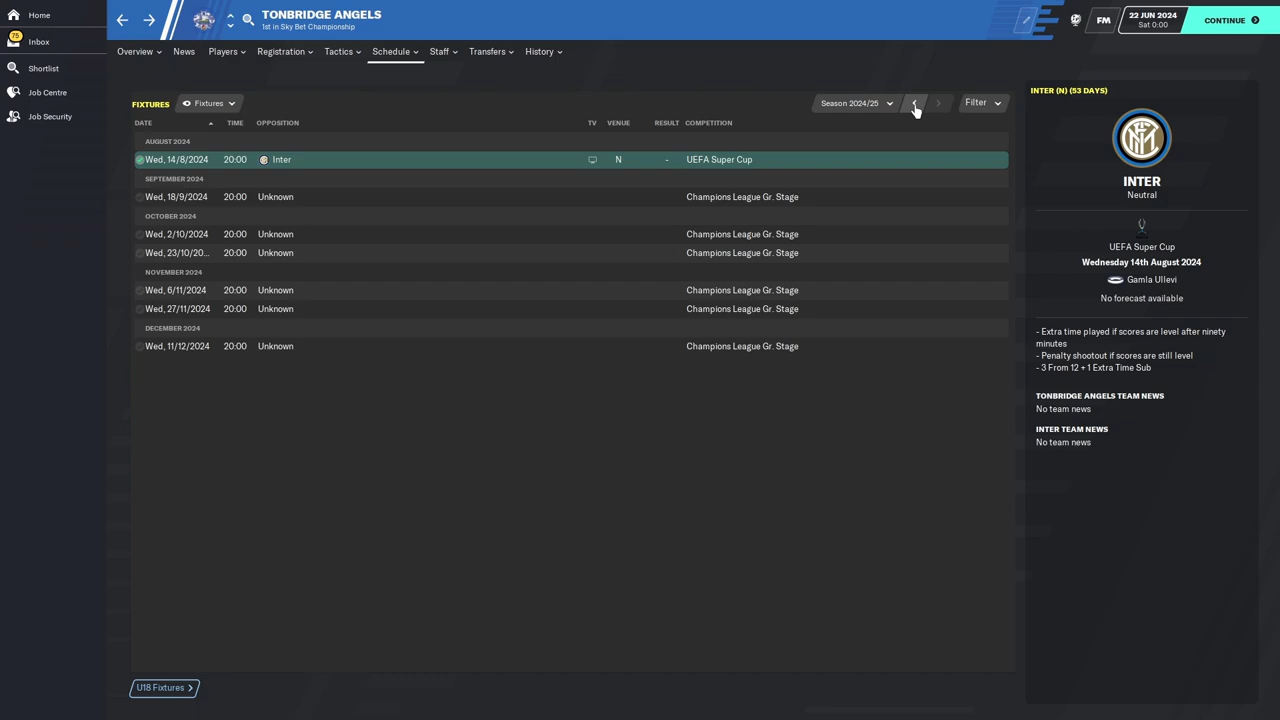 Home
75
Inbox
Shortlist
Job Centre
Job Security
TONBRIDGE ANGELS
1st in Sky Bet Championship
FM
22 JUN 2024
Sat 0:00
CONTINUE
Overview
News
Players
Registration
Tactics
Schedule
Staff
Transfers
History
FIXTURES
Fixtures
Season 2024/25
Filter
DATE TIME OPPOSITION TV VENUE RESULT COMPETITION
AUGUST 2024
Wed, 14/8/2024 20:00 Inter N - UEFA Super Cup
SEPTEMBER 2024
Wed, 18/9/2024 20:00 Unknown Champions League Gr. Stage
OCTOBER 2024
Wed, 2/10/2024 20:00 Unknown Champions League Gr. Stage
Wed, 23/10/20... 20:00 Unknown Champions League Gr. Stage
NOVEMBER 2024
Wed, 6/11/2024 20:00 Unknown Champions League Gr. Stage
Wed, 27/11/2024 20:00 Unknown Champions League Gr. Stage
DECEMBER 2024
Wed, 11/12/2024 20:00 Unknown Champions League Gr. Stage
U18 Fixtures
INTER (N) (53 DAYS)
INTER
Neutral
UEFA Super Cup
Wednesday 14th August 2024
Gamla Ullevi
No forecast available
- Extra time played if scores are level after ninety
minutes
- Penalty shootout if scores are still level
- 3 From 12 + 1 Extra Time Sub
TONBRIDGE ANGELS TEAM NEWS
No team news
INTER TEAM NEWS
No team news